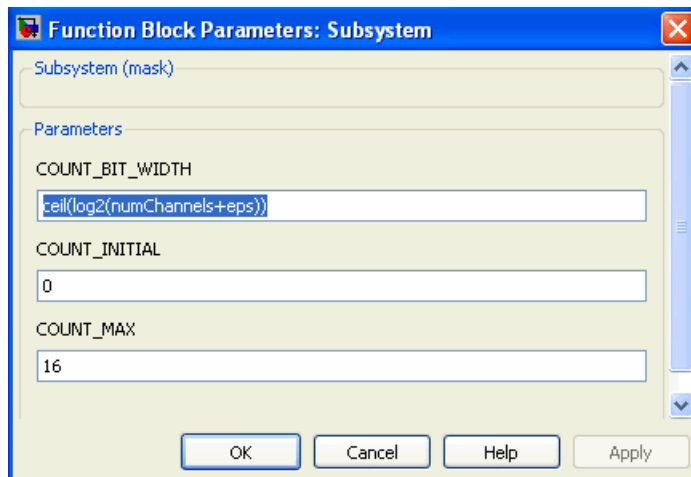 Function Block Parameters: Subsystem
Subsystem (mask)
Parameters
COUNT_BIT_WIDTH
ceil(log2(numChannels+eps))
COUNT_INITIAL
0
COUNT_MAX
16
OK Cancel Help Apply